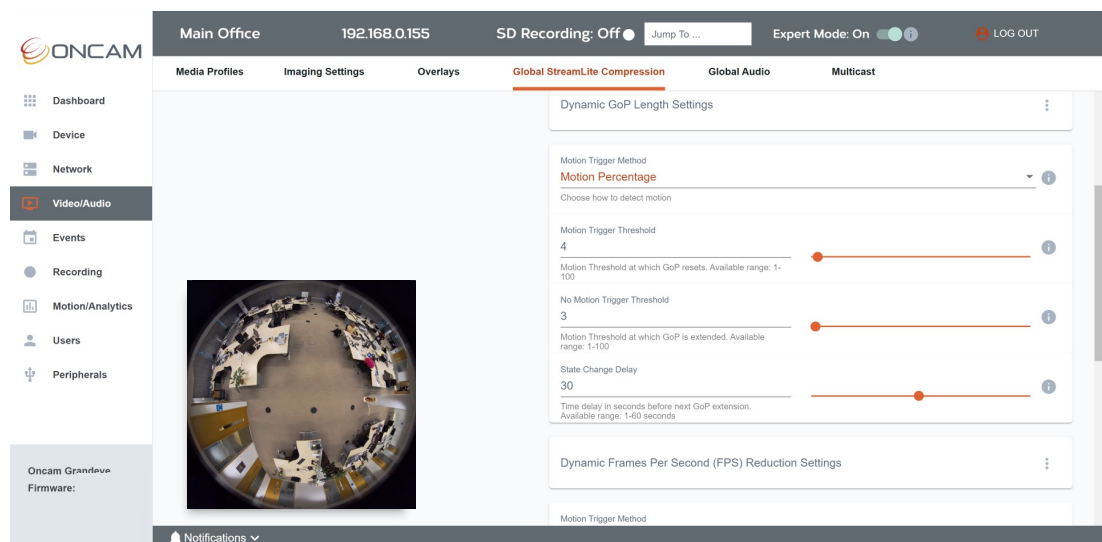 ONCAM
Main Office
192.168.0.155
SD Recording: Off
Jump To ...
Expert Mode: On
LOG OUT
Media Profiles
Imaging Settings
Overlays
Global StreamLite Compression
Global Audio
Multicast
Dashboard
Device
Network
Video/Audio
Events
Recording
Motion/Analytics
Users
Peripherals
Oncam Grandeye
Firmware:
Dynamic GoP Length Settings
Motion Trigger Method
Motion Percentage
Choose how to detect motion
Motion Trigger Threshold
4
Motion Threshold at which GoP resets. Available range: 1-
100
No Motion Trigger Threshold
3
Motion Threshold at which GoP is extended. Available
range: 1-100
State Change Delay
30
Time delay in seconds before next GoP extension.
Available range: 1-60 seconds
Dynamic Frames Per Second (FPS) Reduction Settings
Motion Trigger Method
Notifications